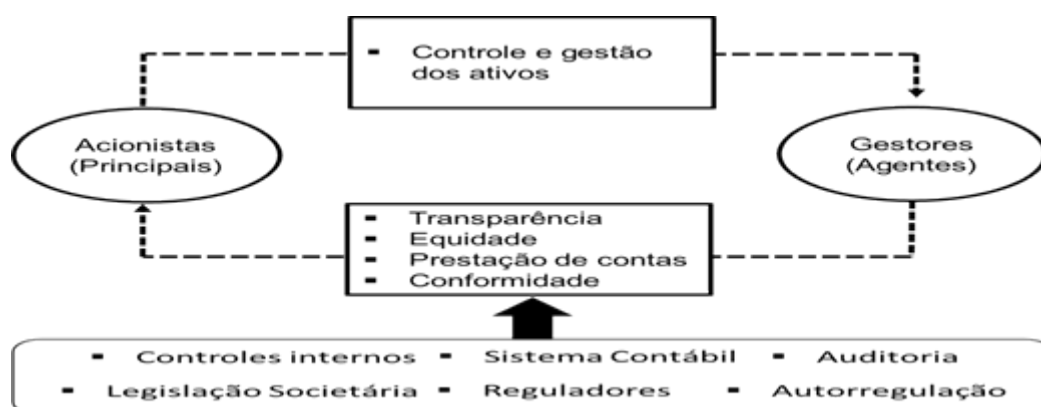 ▪ Controle e gestão
dos ativos
Acionistas
(Principais)
Gestores
(Agentes)
▪ Transparência
▪ Equidade
▪ Prestação de contas
▪ Conformidade
▪ Controles internos ▪ Sistema Contábil ▪ Auditoria
▪ Legislação Societária ▪ Reguladores ▪ Autorregulação